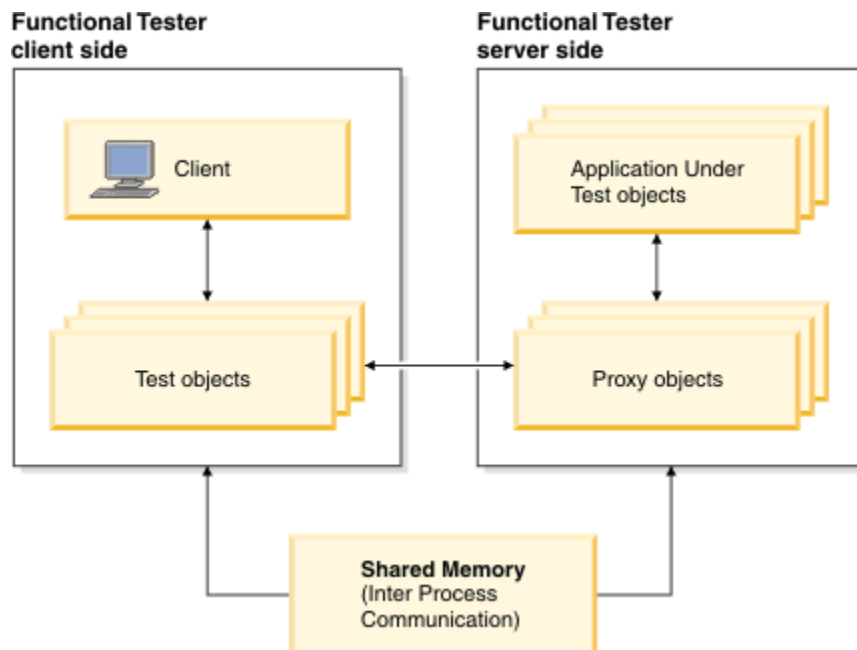 Functional Tester
client side
Client
Test objects
Functional Tester
server side
Application Under
Test objects
Proxy objects
Shared Memory
(Inter Process
Communication)